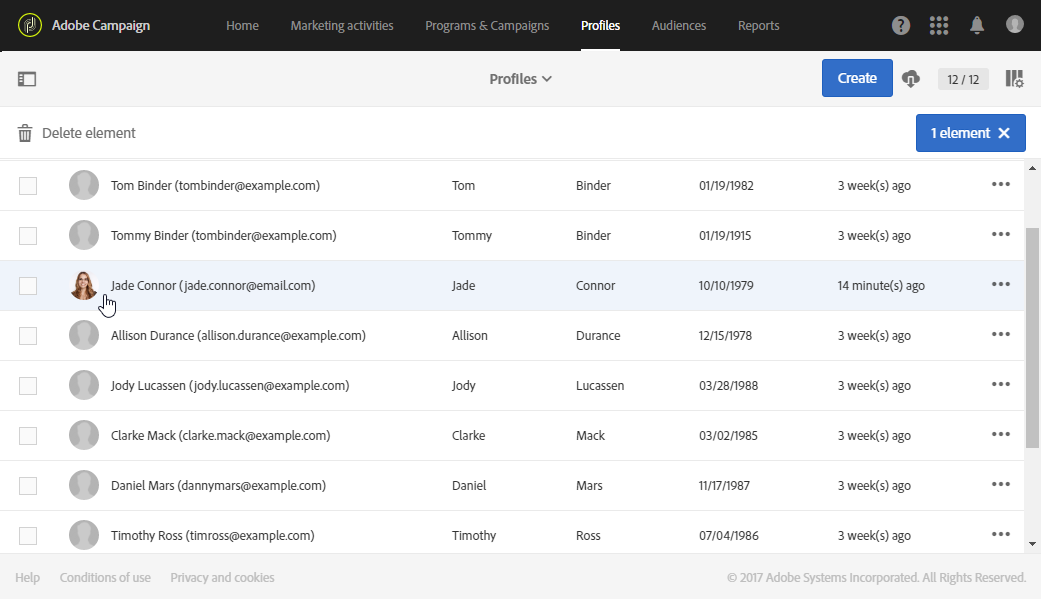 Adobe Campaign Home Marketing activities Programs & Campaigns Profiles Audiences Reports ?
Profiles Create 12 / 12
Delete element 1 element ×
Tom Binder (tombinder@example.com) Tom Binder 01/19/1982 3 week(s) ago
Tommy Binder (tombinder@example.com) Tommy Binder 01/19/1915 3 week(s) ago
Jade Connor (jade.connor@email.com) Jade Connor 10/10/1979 14 minute(s) ago
Allison Durance (allison.durance@example.com) Allison Durance 12/15/1978 3 week(s) ago
Jody Lucassen (jody.lucassen@example.com) Jody Lucassen 03/28/1988 3 week(s) ago
Clarke Mack (clarke.mack@example.com) Clarke Mack 03/02/1985 3 week(s) ago
Daniel Mars (dannymars@example.com) Daniel Mars 11/17/1987 3 week(s) ago
Timothy Ross (timross@example.com) Timothy Ross 07/04/1986 3 week(s) ago
Help Conditions of use Privacy and cookies © 2017 Adobe Systems Incorporated. All Rights Reserved.